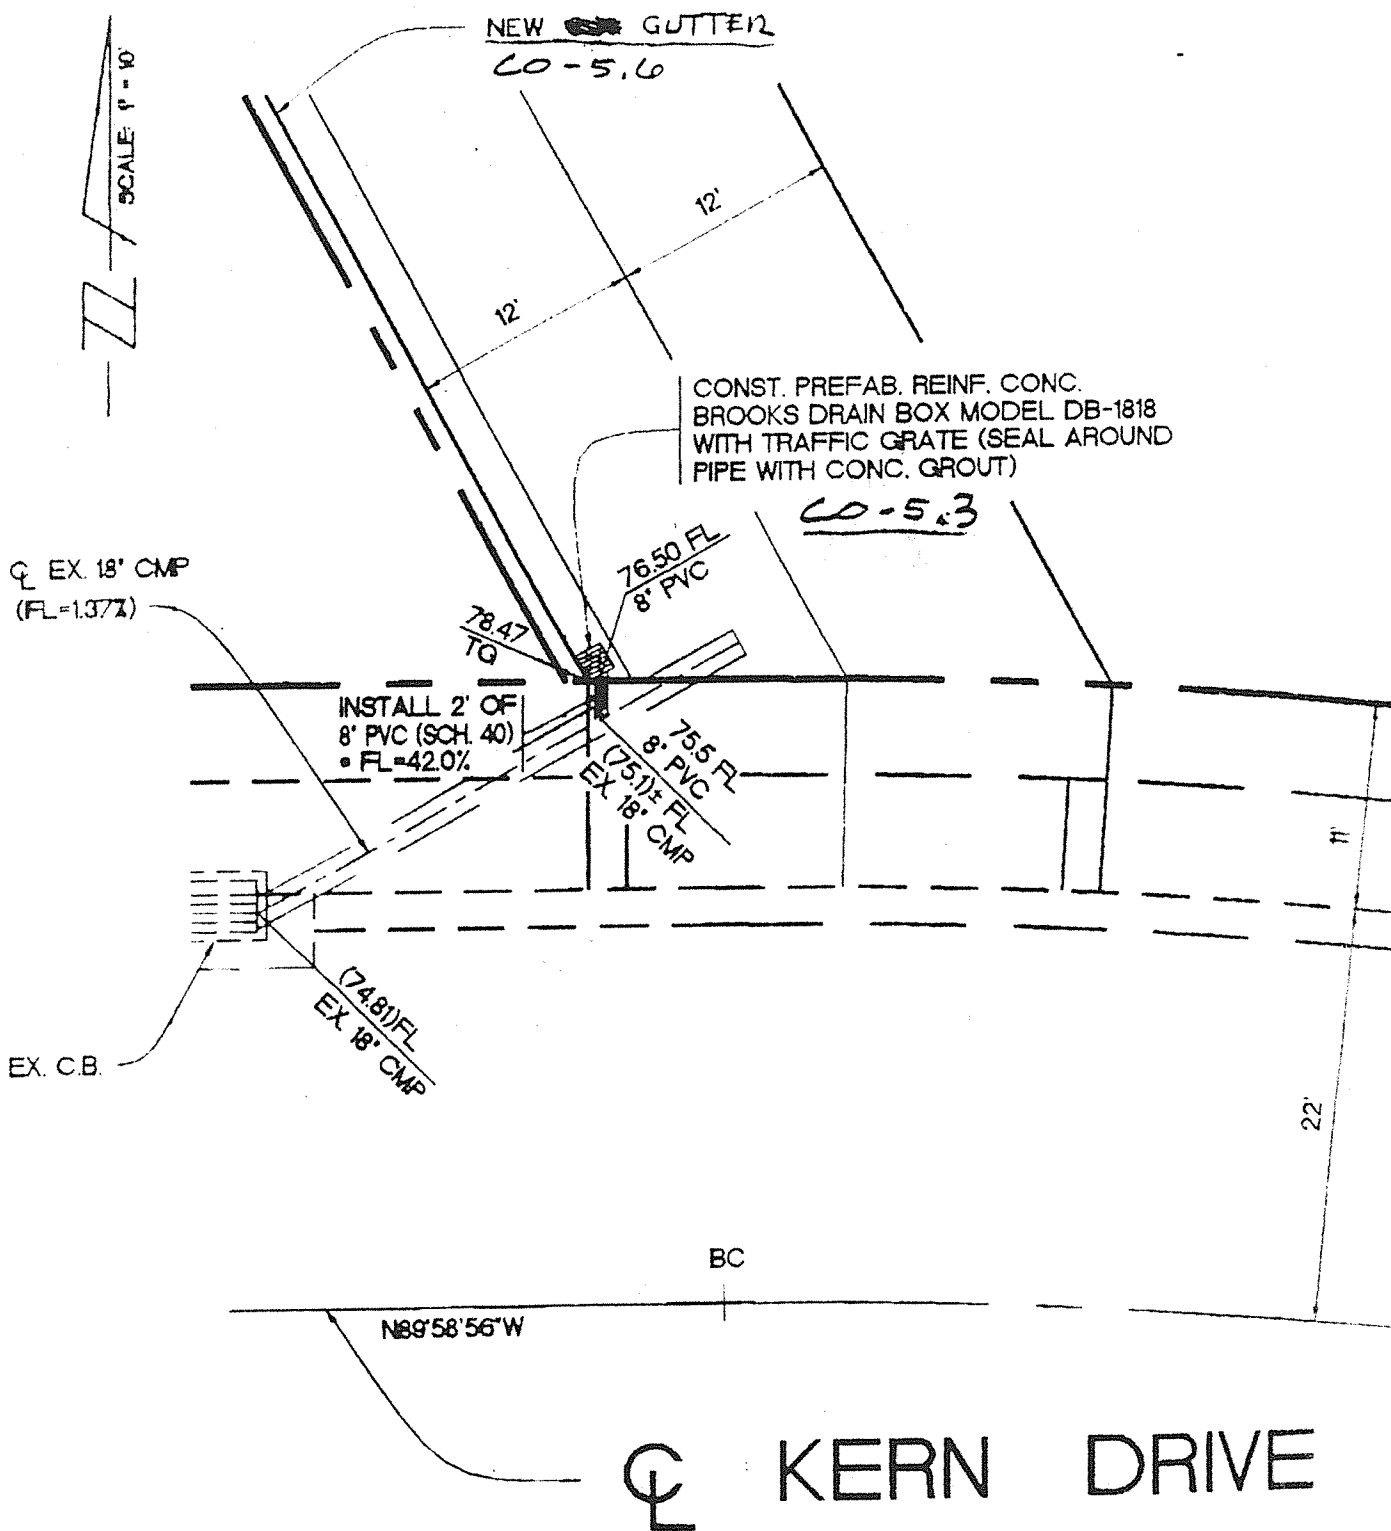 NEW GUTTER
CO-5.6
SCALE: 1" = 10'
12'
12'
CONST. PREFAB. REINF. CONC.
BROOKS DRAIN BOX MODEL DB-1818
WITH TRAFFIC GRATE (SEAL AROUND
PIPE WITH CONC. GROUT)
CO-5.3
76.50 FL
8" PVC
℄ EX. 18" CMP
(FL=1.37%)
78.47
TG
INSTALL 2' OF
8" PVC (SCH. 40)
• FL=42.0%
75.5 FL
8" PVC
(75.1)± FL
EX. 18" CMP
11'
(74.81)FL
EX. 18" CMP
EX. C.B.
22'
BC
N89°58'56"W
℄ KERN DRIVE